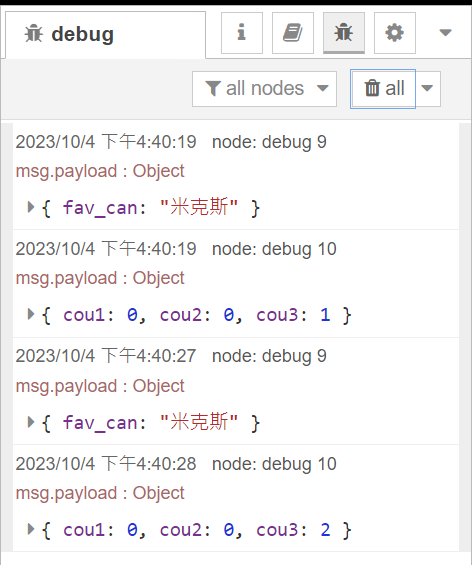 debug
all nodes
all
2023/10/4 下午4:40:19 node: debug 9
msg.payload : Object
{ fav_can: "米克斯" }
2023/10/4 下午4:40:19 node: debug 10
msg.payload : Object
{ cou1: 0, cou2: 0, cou3: 1 }
2023/10/4 下午4:40:27 node: debug 9
msg.payload : Object
{ fav_can: "米克斯" }
2023/10/4 下午4:40:28 node: debug 10
msg.payload : Object
{ cou1: 0, cou2: 0, cou3: 2 }